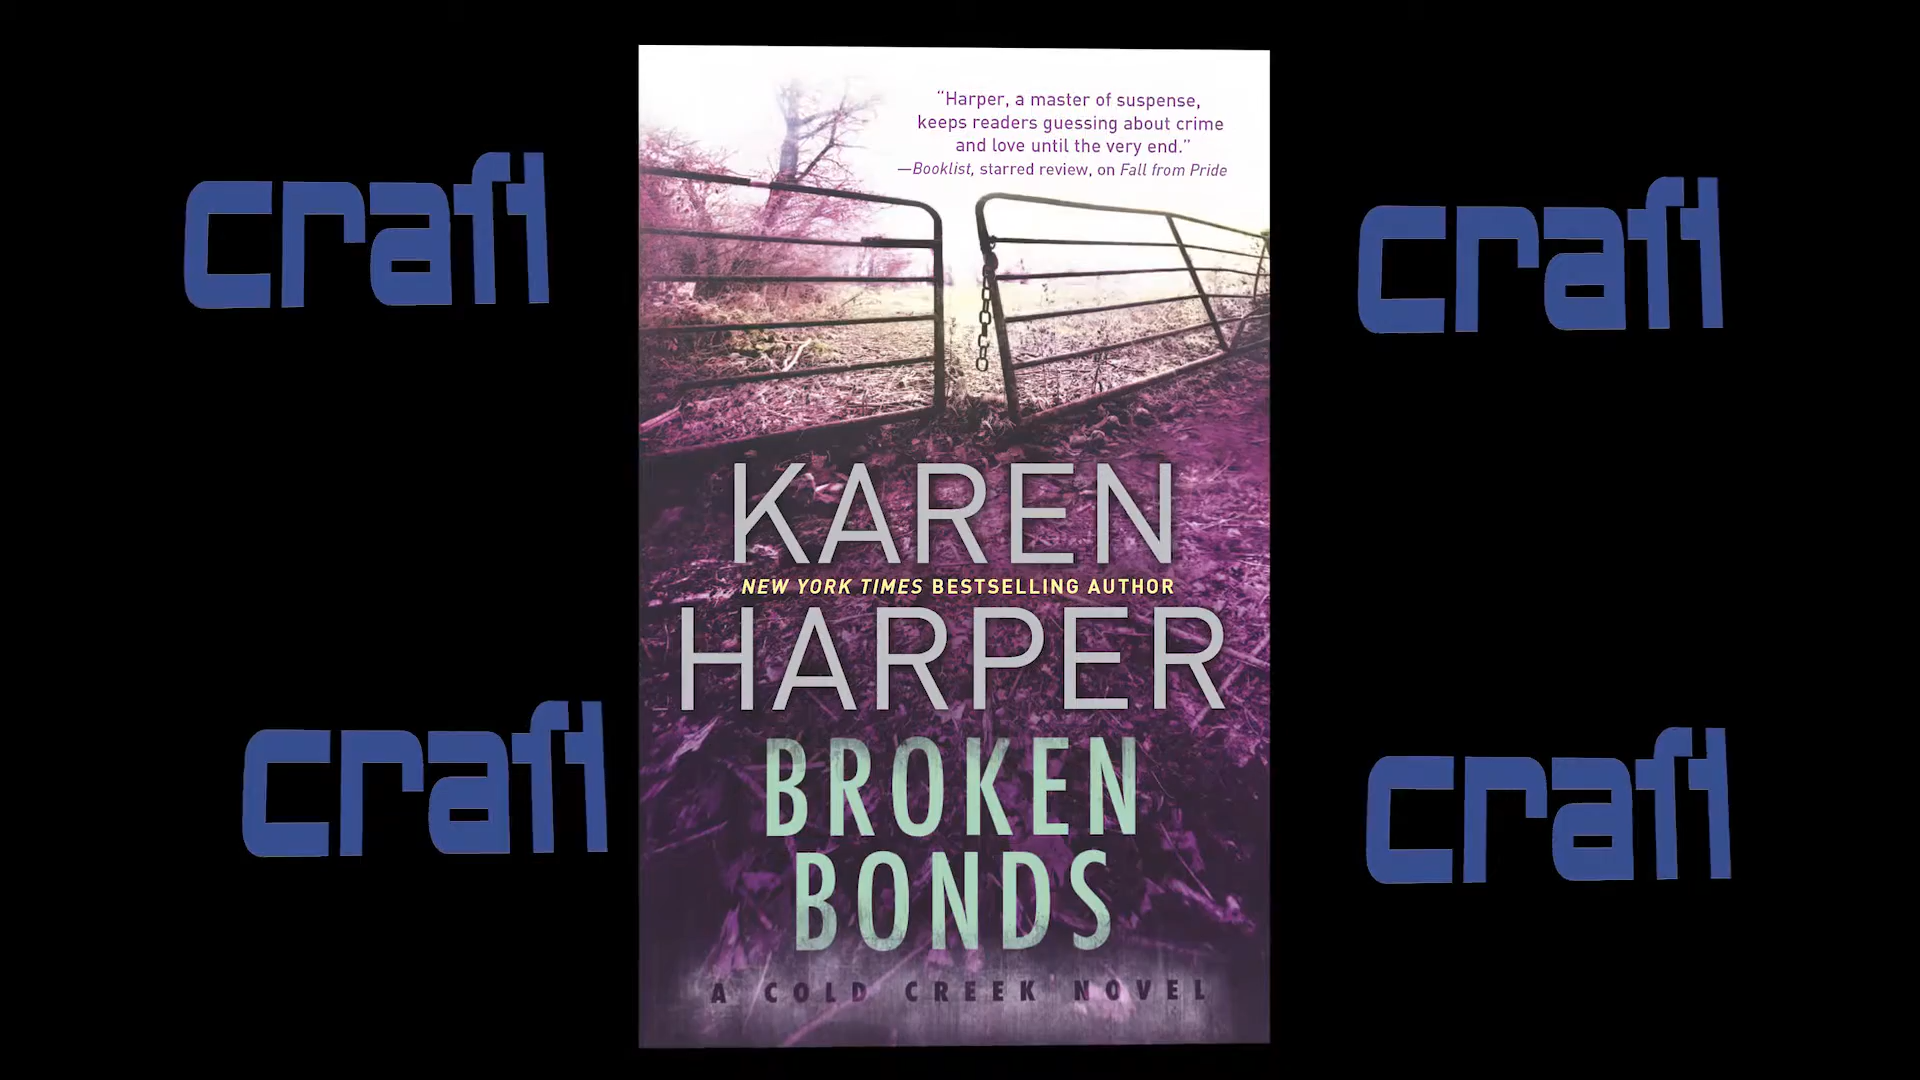 craft
craft
"Harper, a master of suspense,
keeps readers guessing about crime
and love until the very end."
—Booklist, starred review, on Fall from Pride
KAREN
NEW YORK TIMES BESTSELLING AUTHOR
HARPER
BROKEN
BONDS
A COLD CREEK NOVEL
craft
craft